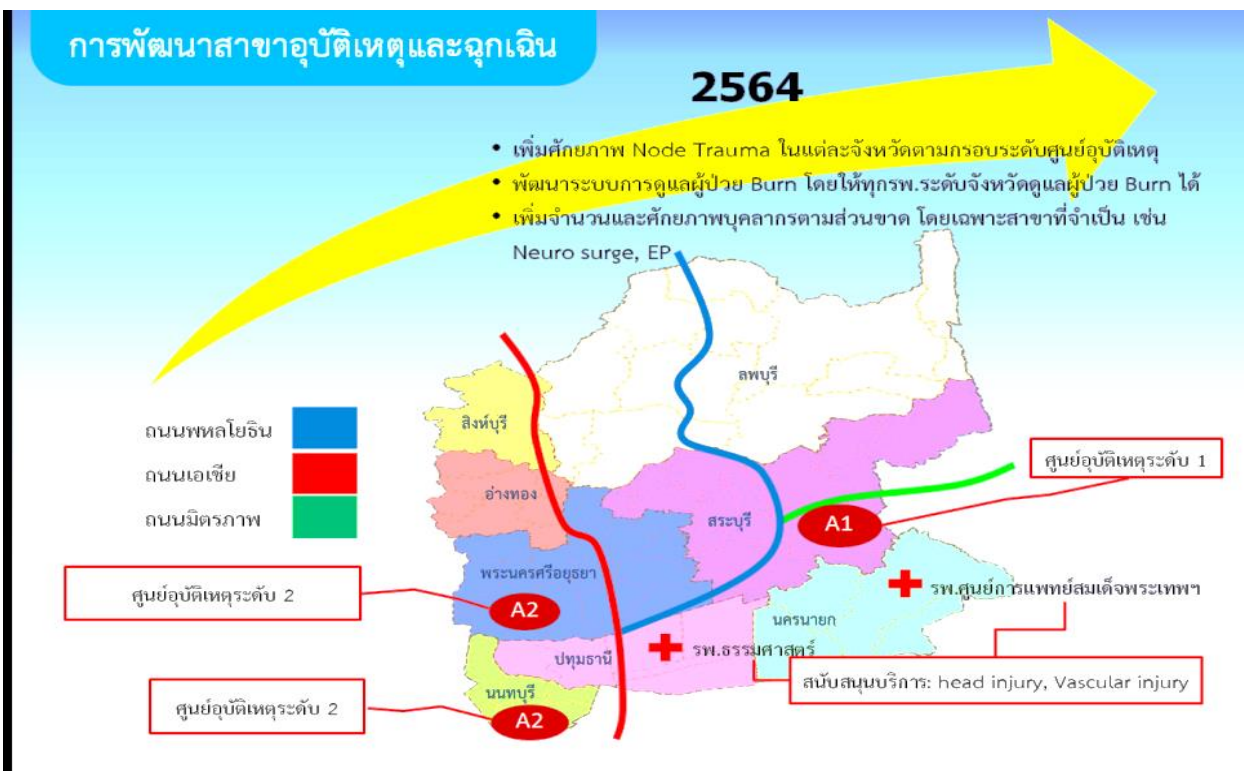 การพัฒนาสาขาอุบัติเหตุและฉุกเฉิน
2564
• เพิ่มศักยภาพ Node Trauma ในแต่ละจังหวัดตามกรอบระดับศูนย์อุบัติเหตุ
• พัฒนาระบบการดูแลผู้ป่วย Burn โดยให้ทุกรพ.ระดับจังหวัดดูแลผู้ป่วย Burn ได้
• เพิ่มจำนวนและศักยภาพบุคลากรตามส่วนขาด โดยเฉพาะสาขาที่จำเป็น เช่น
Neuro surge, EP
ลพบุรี
สิงห์บุรี
ถนนพหลโยธิน
ถนนเอเซีย
ถนนมิตรภาพ
อ่างทอง
สระบุรี
ศูนย์อุบัติเหตุระดับ 1
A1
พระนครศรีอยุธยา
ศูนย์อุบัติเหตุระดับ 2
A2
รพ.ศูนย์การแพทย์สมเด็จพระเทพฯ
นครนายก
ปทุมธานี
รพ.ธรรมศาสตร์
สนับสนุนบริการ: head injury, Vascular injury
นนทบุรี
ศูนย์อุบัติเหตุระดับ 2
A2